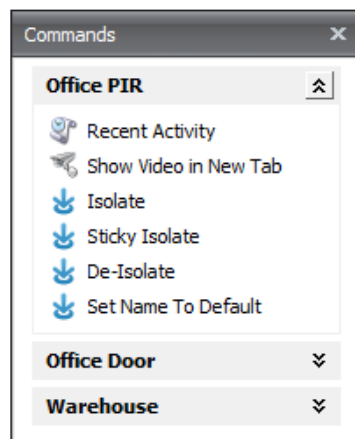 Commands
Office PIR
Recent Activity
Show Video in New Tab
Isolate
Sticky Isolate
De-Isolate
Set Name To Default
Office Door
Warehouse